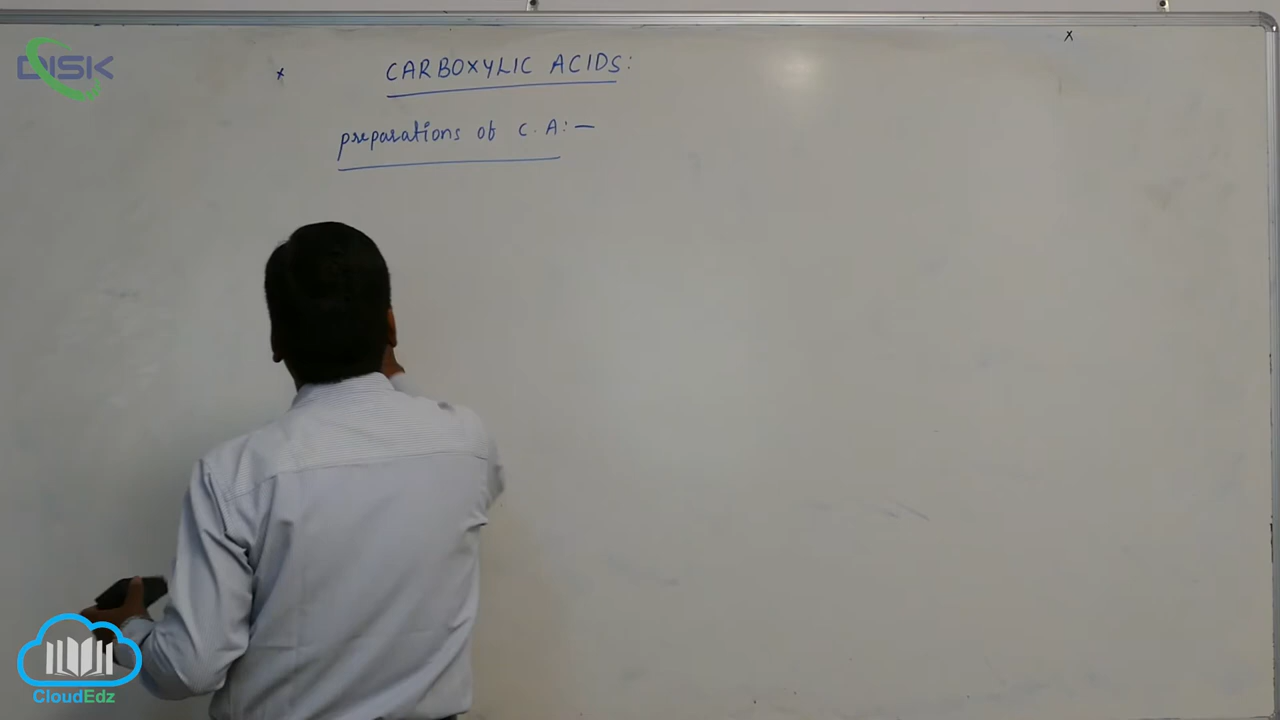 DISK
x x
CARBOXYLIC ACIDS:
preparations of C.A:-
CloudEdz